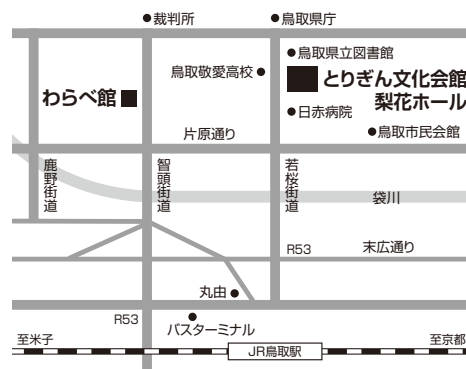 ●裁判所
●鳥取県庁
●鳥取県立図書館
鳥取敬愛高校●
■とりぎん文化会館
梨花ホール
わらべ館■
●日赤病院
●鳥取市民会館
片原通り
鹿野街道
智頭街道
若桜街道
袋川
R53
末広通り
丸由●
R53
●バスターミナル
至米子
至京都
JR鳥取駅